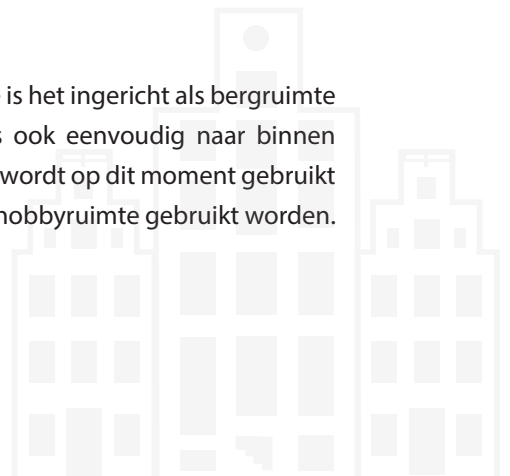 is het ingericht als bergruimte
ook eenvoudig naar binnen
wordt op dit moment gebruikt
hobbyruimte gebruikt worden.